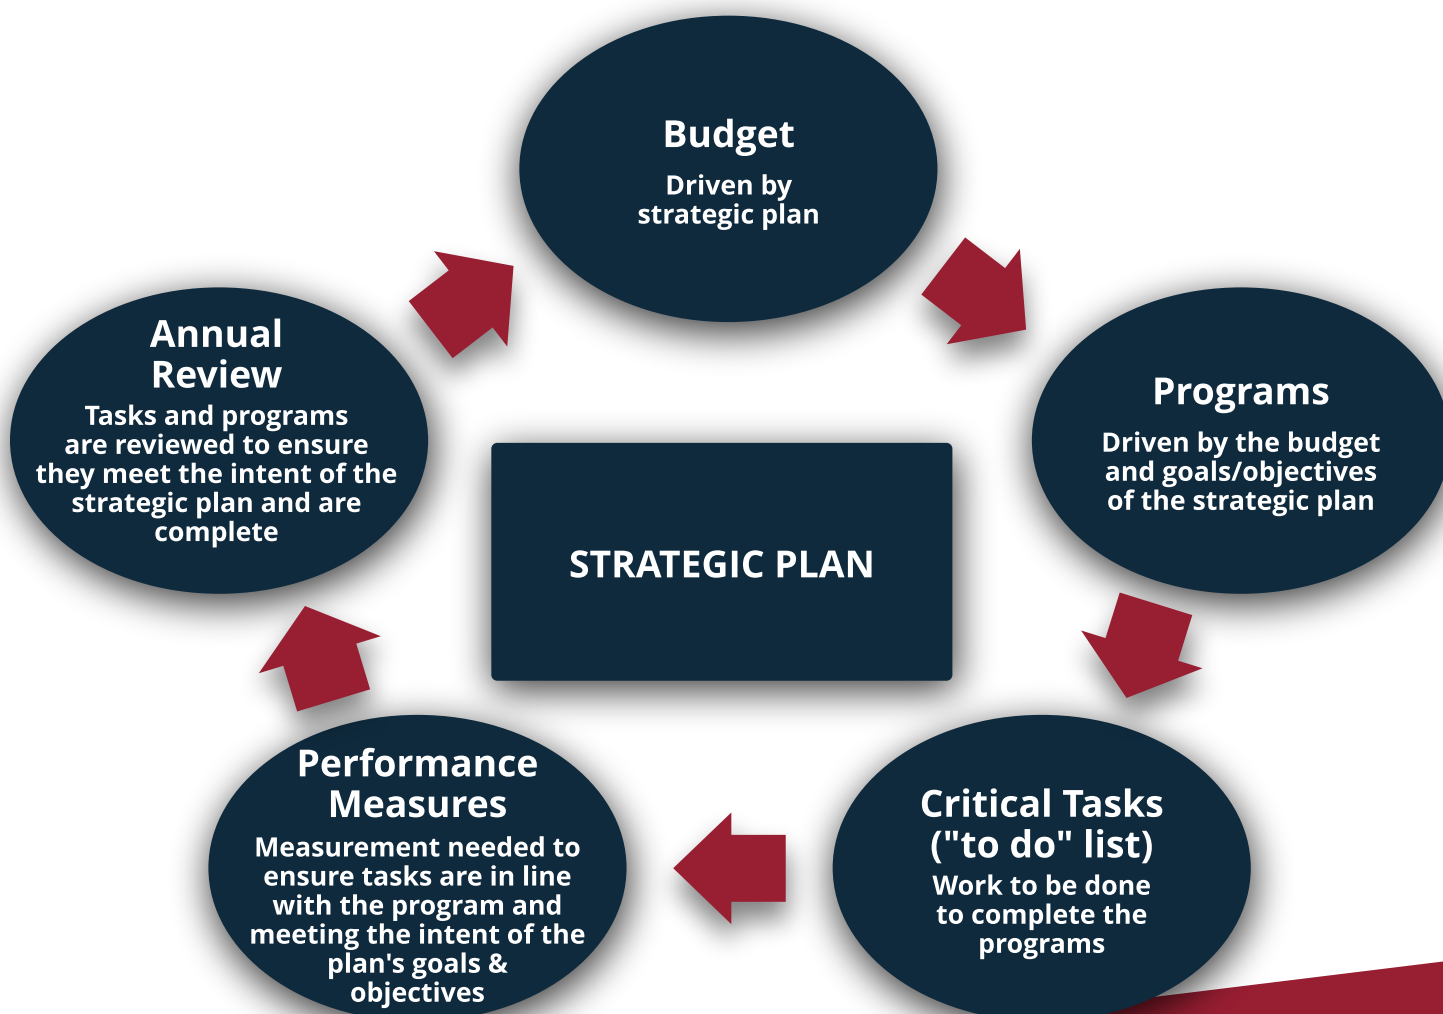 Budget
Driven by
strategic plan
Annual
Review
Tasks and programs
are reviewed to ensure
they meet the intent of the
strategic plan and are
complete
Programs
Driven by the budget
and goals/objectives
of the strategic plan
STRATEGIC PLAN
Performance
Measures
Measurement needed to
ensure tasks are in line
with the program and
meeting the intent of the
plan's goals &
objectives
Critical Tasks
("to do" list)
Work to be done
to complete the
programs